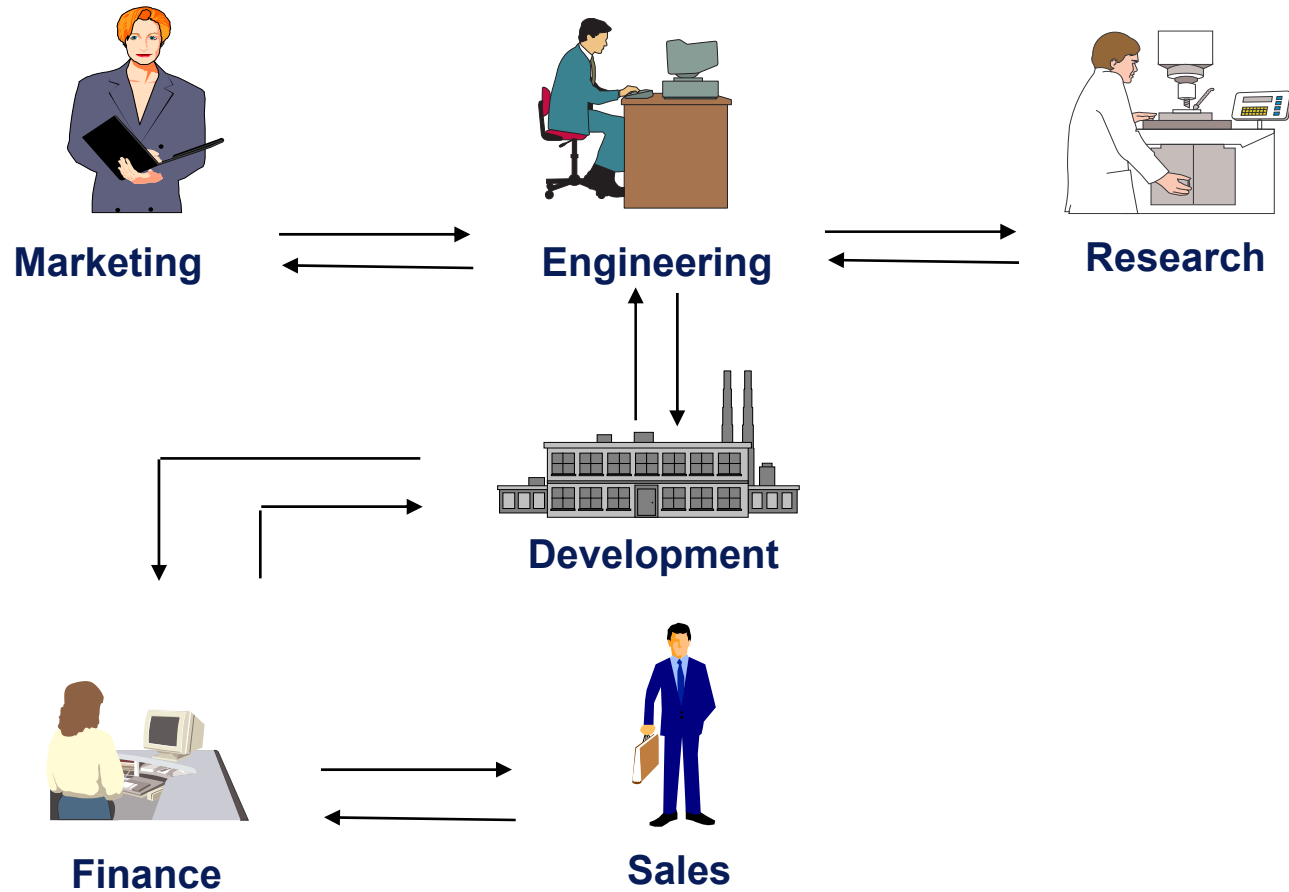 Marketing
Engineering
Research
Development
Finance
Sales